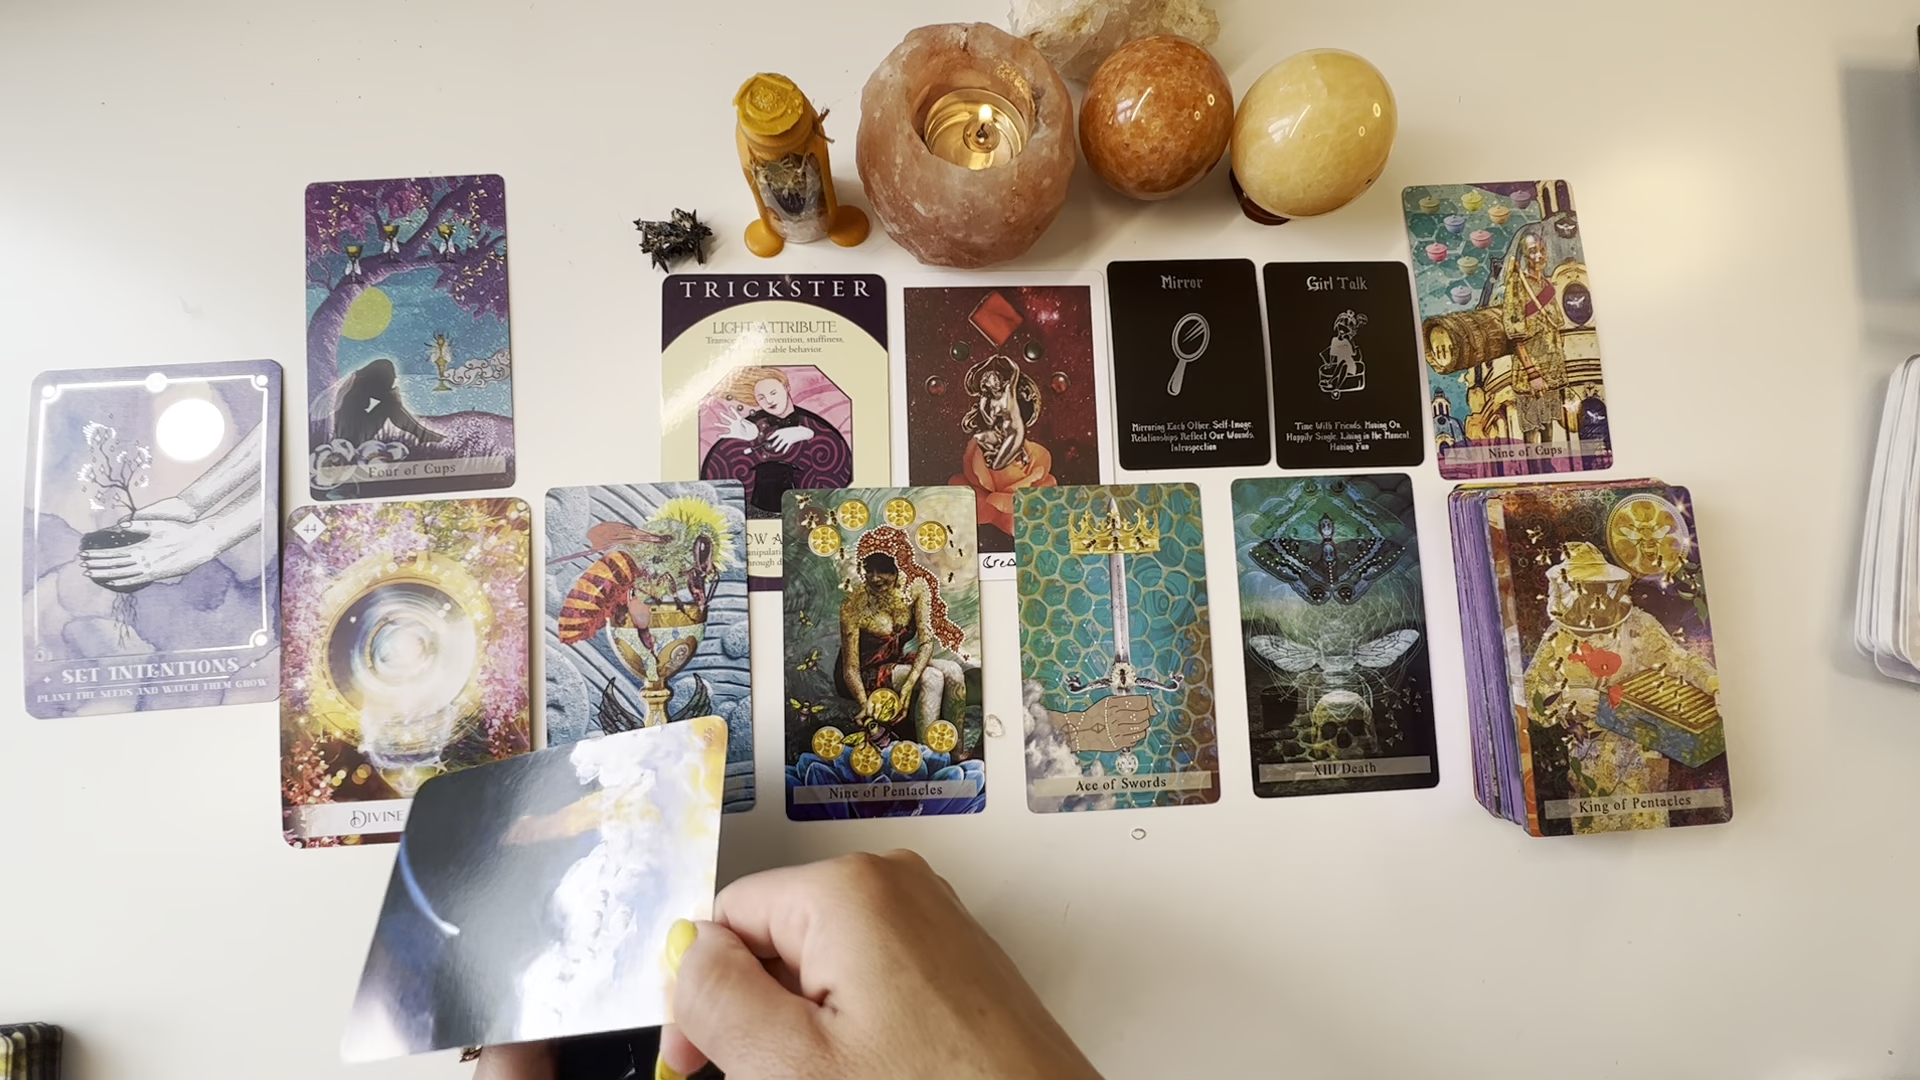 TRICKSTER
LIGHT ATTRIBUTE
Mirror
Mirroring Each Other. Self-Image.
Relationships Reflect Our Wounds.
Introspection
Girl Talk
Time With Friends. Moving On.
Happily Single. Living in the Moment.
Having Fun
Four of Cups
Nine of Cups
SET INTENTIONS
PLANT THE SEEDS AND WATCH THEM GROW
44
DIVINE
Nine of Pentacles
Ace of Swords
XIII Death
King of Pentacles